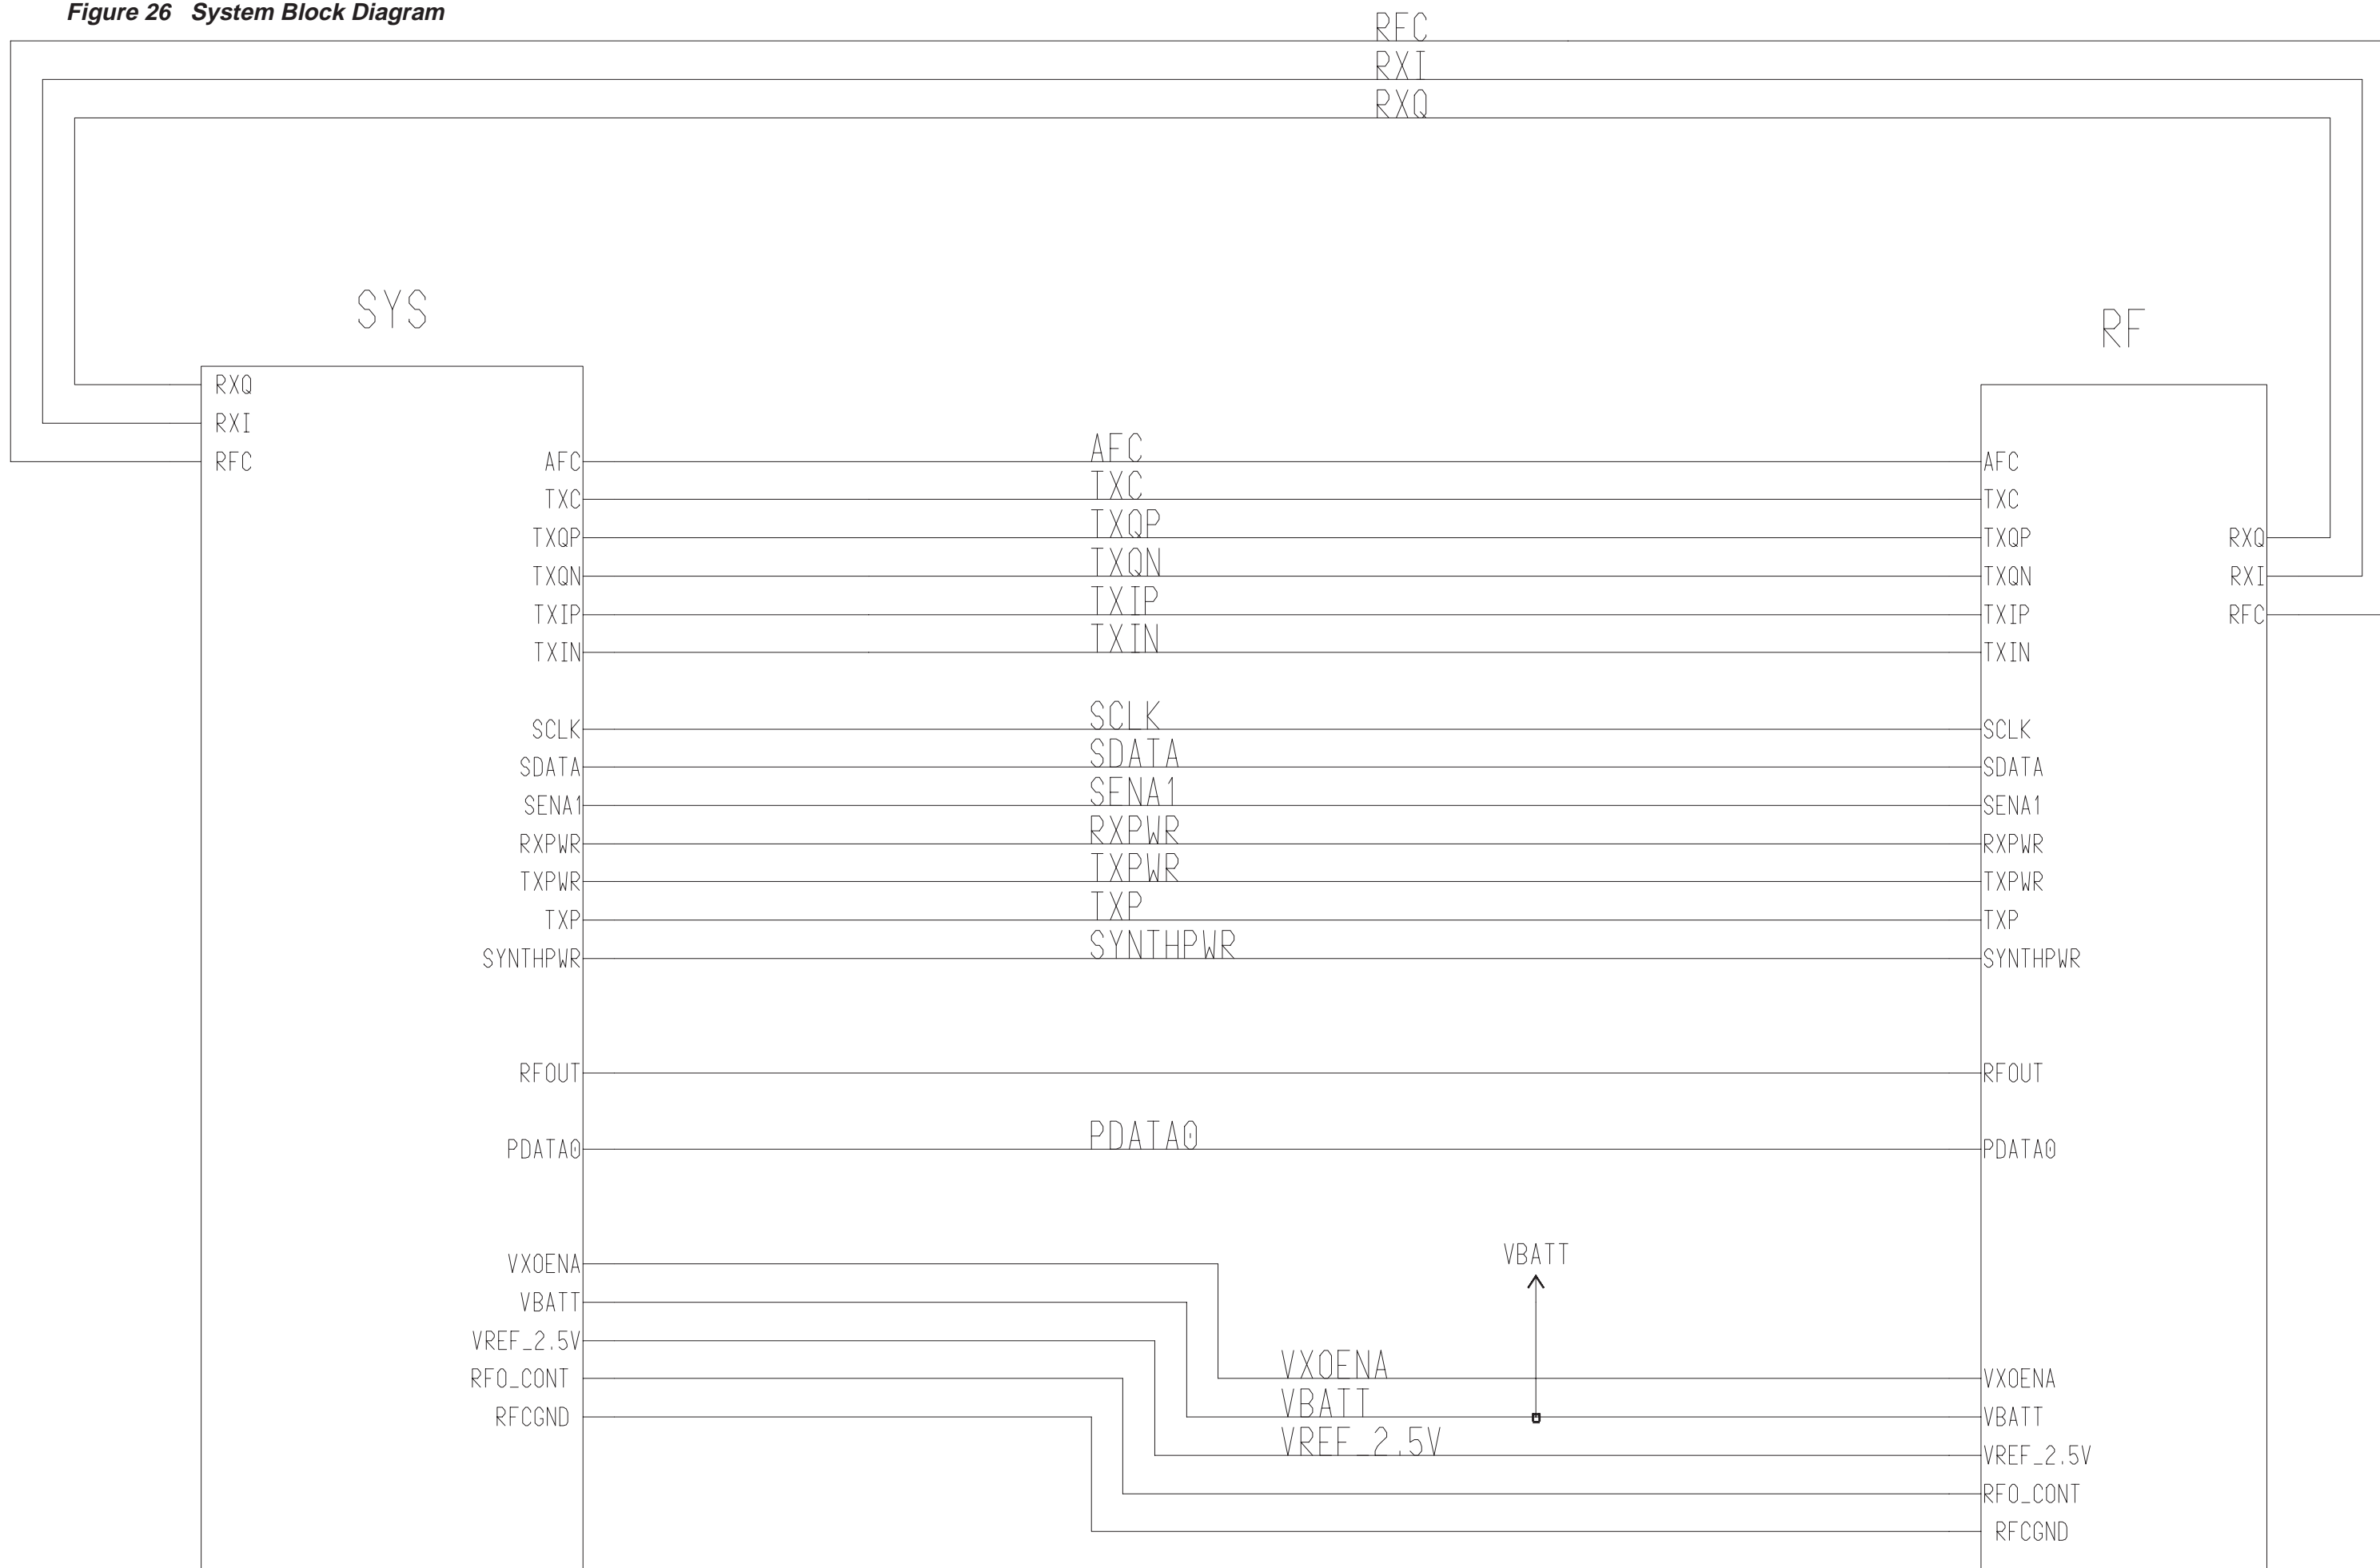 Figure 26 System Block Diagram
RFC
RXI
RXQ
SYS
RF
RXQ
RXI
RFC
AFC
TXC
TXQP
TXQN
TXIP
TXIN
SCLK
SDATA
SENA1
RXPWR
TXPWR
TXP
SYNTHPWR
RFOUT
PDATA0
VXOENA
VBATT
VREF_2.5V
RFO_CONT
RFCGND
AFC
TXC
TXQP
TXQN
TXIP
TXIN
SCLK
SDATA
SENA1
RXPWR
TXPWR
TXP
SYNTHPWR
PDATA0
VBATT
VXOENA
VBATT
VREF_2.5V
AFC
TXC
TXQP
TXQN
TXIP
TXIN
SCLK
SDATA
SENA1
RXPWR
TXPWR
TXP
SYNTHPWR
RFOUT
PDATA0
VXOENA
VBATT
VREF_2.5V
RFO_CONT
RFCGND
RXQ
RXI
RFC